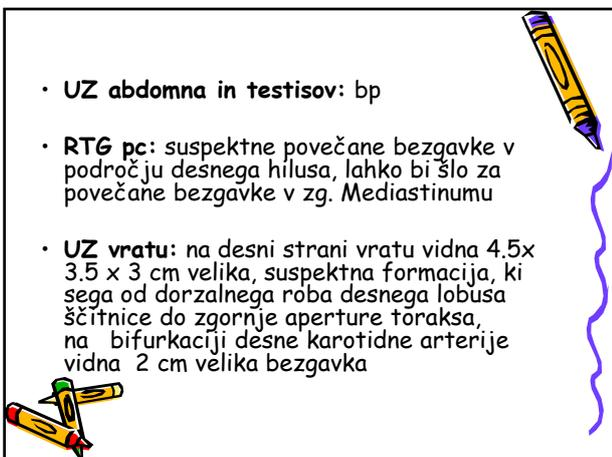 • UZ abdomna in testisov: bp
• RTG pc: suspektne povečane bezgavke v
področju desnega hilusa, lahko bi šlo za
povečane bezgavke v zg. Mediastinumu
• UZ vratu: na desni strani vratu vidna 4.5x
3.5 x 3 cm velika, suspektna formacija, ki
sega od dorzalnega roba desnega lobusa
ščitnice do zgornje aperture toraksa,
na bifurkaciji desne karotidne arterije
vidna 2 cm velika bezgavka